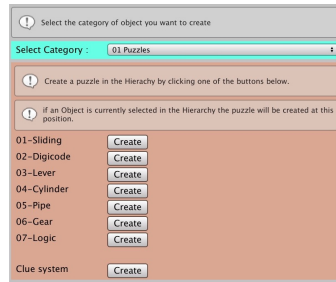 Select the category of object you want to create
Select Category : 01 Puzzles
Create a puzzle in the Hierachy by clicking one of the buttons below.
if an Object is currently selected in the Hierarchy the puzzle will be created at this
position.
01-Sliding Create
02-Digicode Create
03-Lever Create
04-Cylinder Create
05-Pipe Create
06-Gear Create
07-Logic Create
Clue system Create